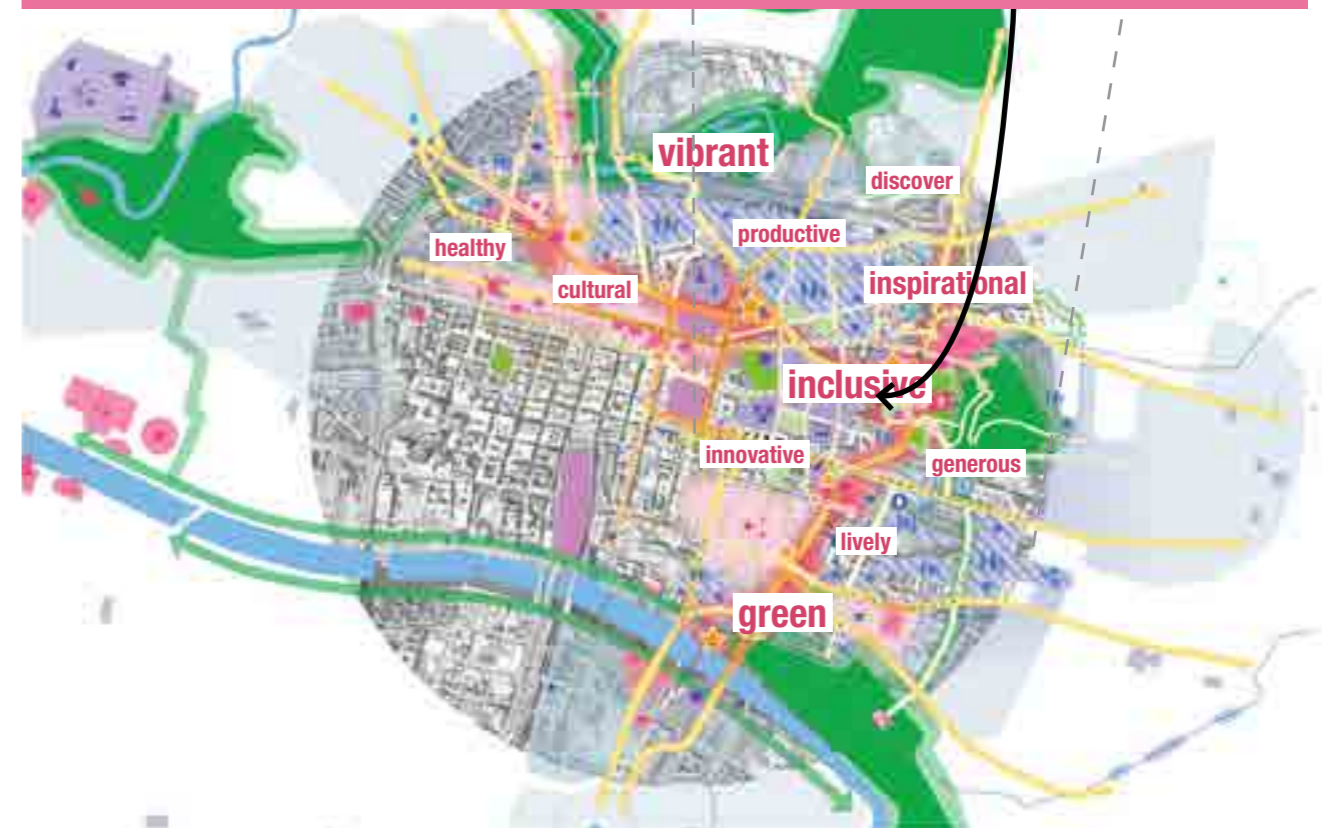 vibrant
discover
productive
healthy
inspirational
cultural
inclusive
innovative
generous
lively
green